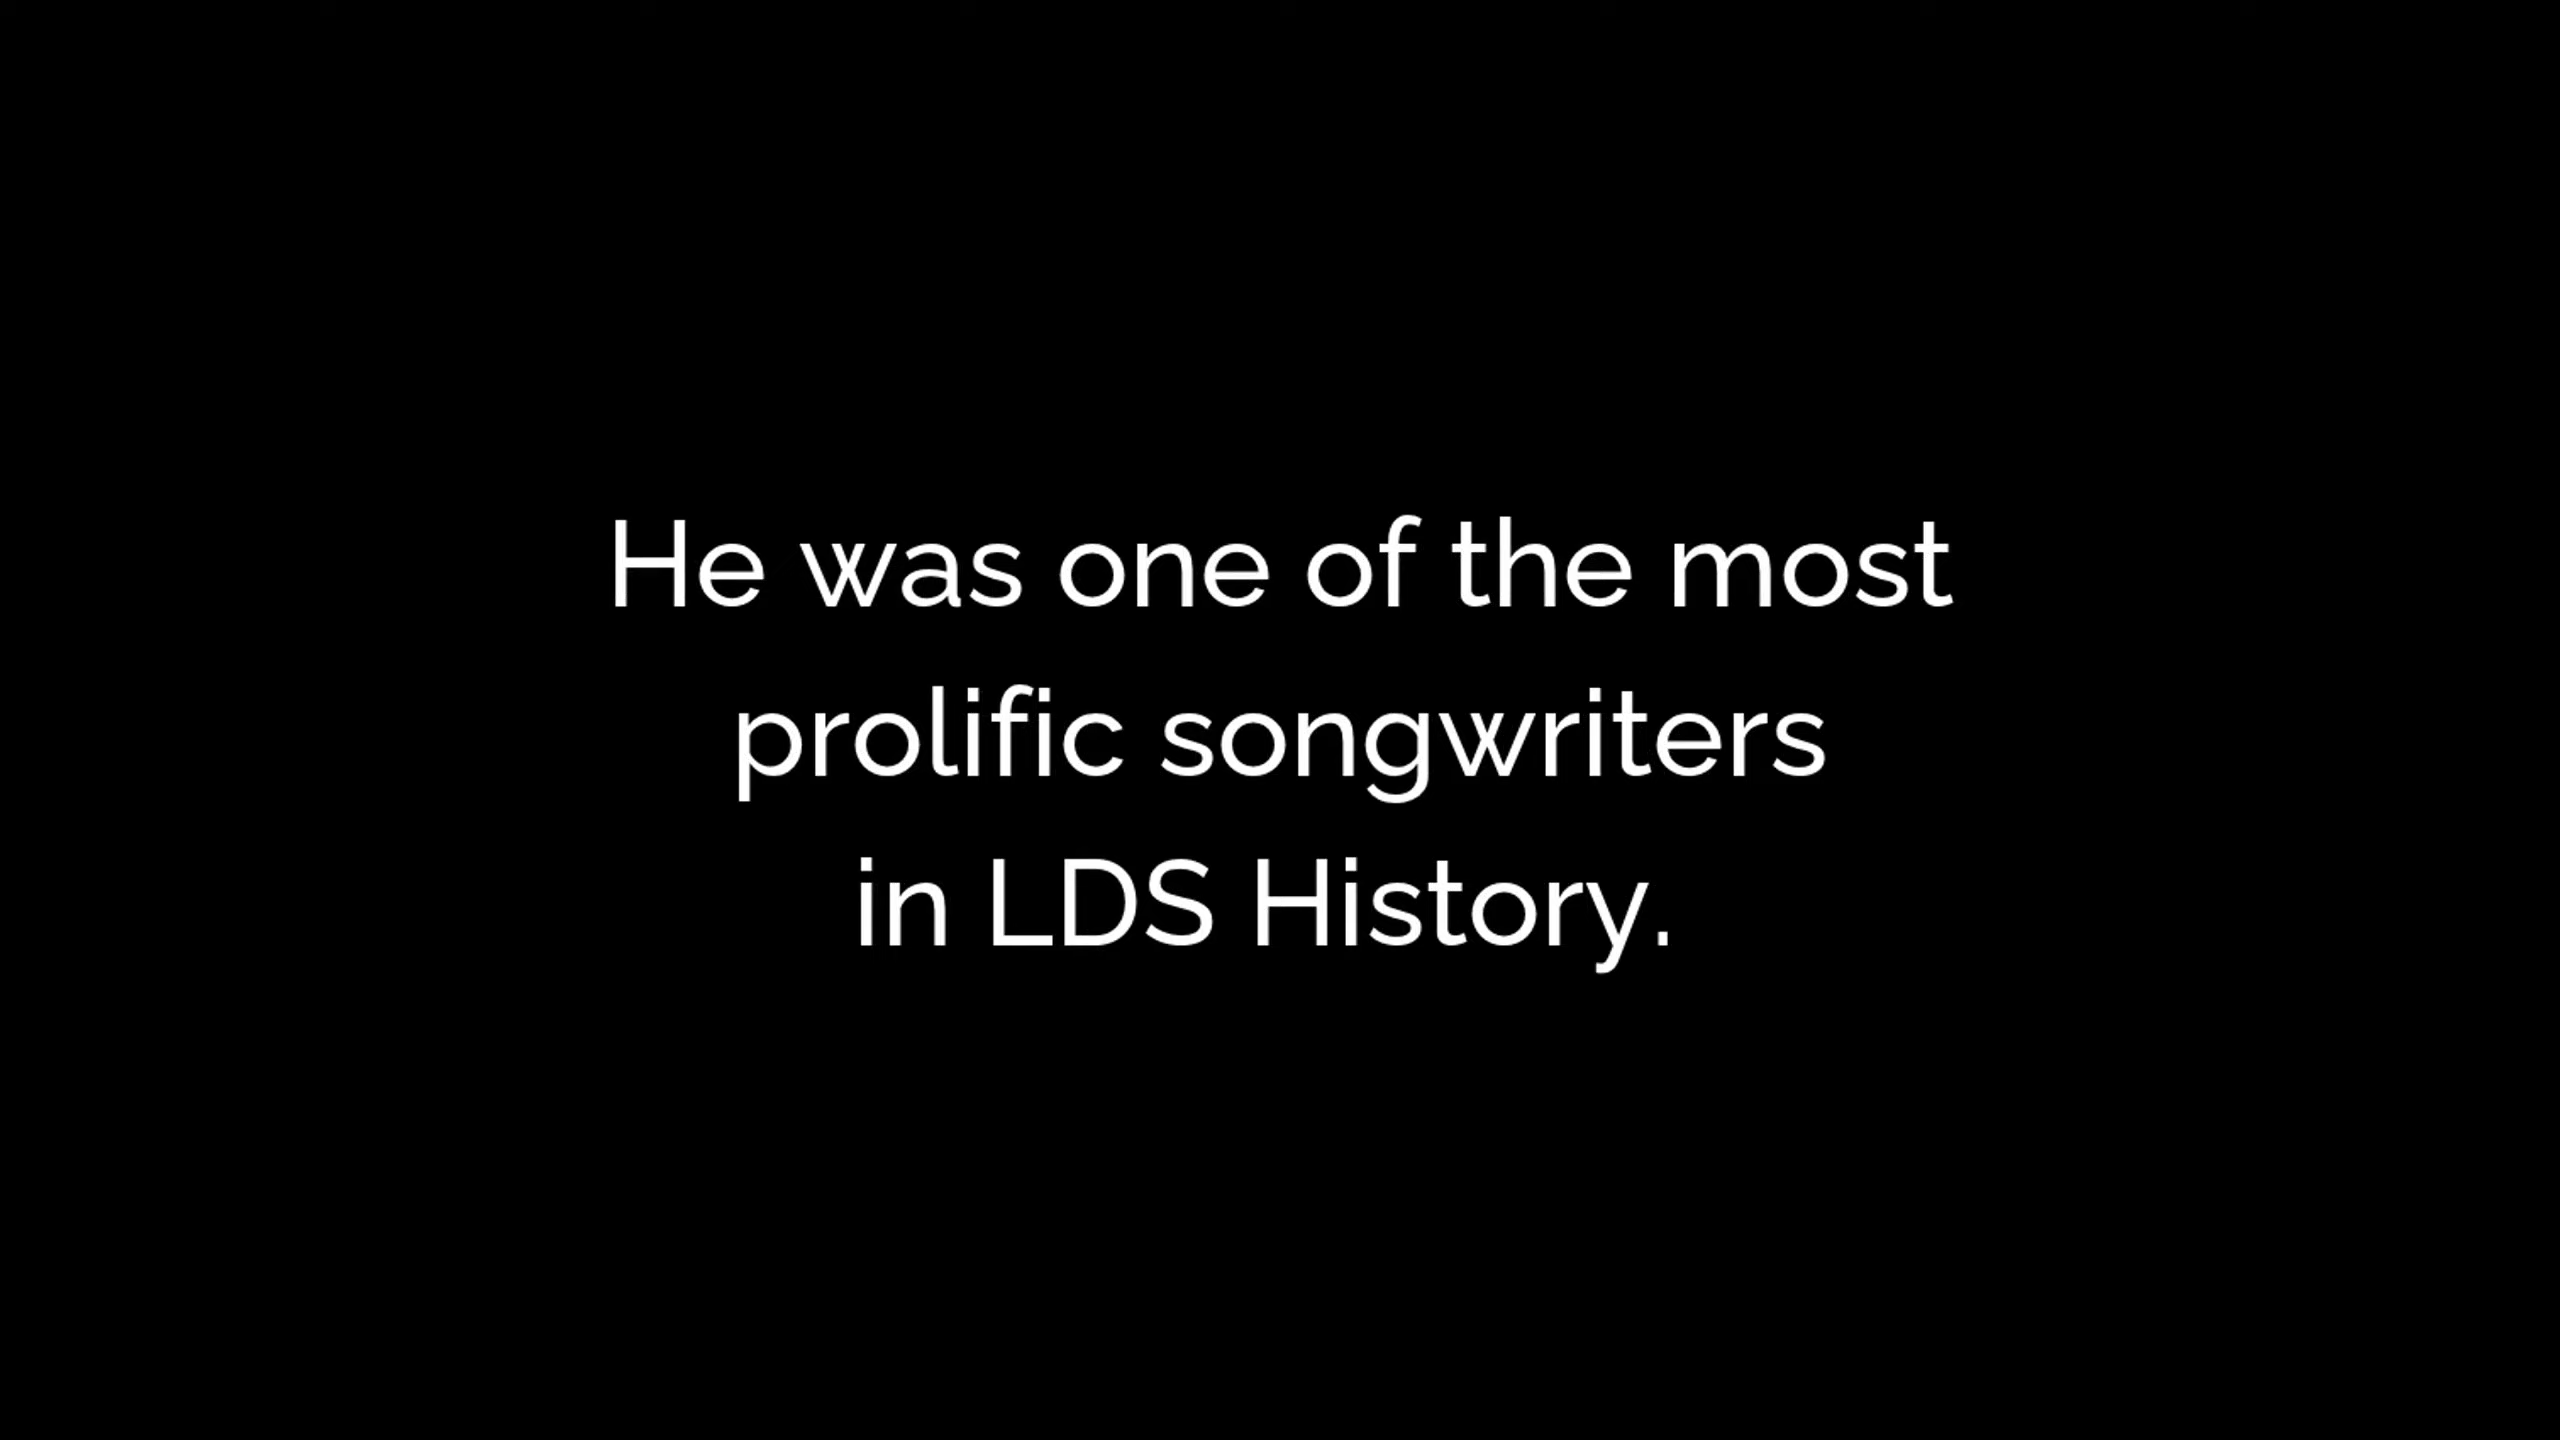 He was one of the most
prolific songwriters
in LDS History.